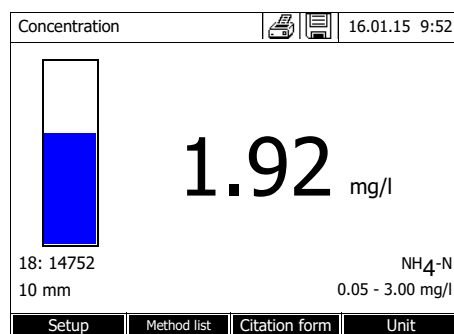 Concentration 16.01.15 9:52
1.92 mg/l
18: 14752 NH4-N
10 mm 0.05 - 3.00 mg/l
Setup Method list Citation form Unit